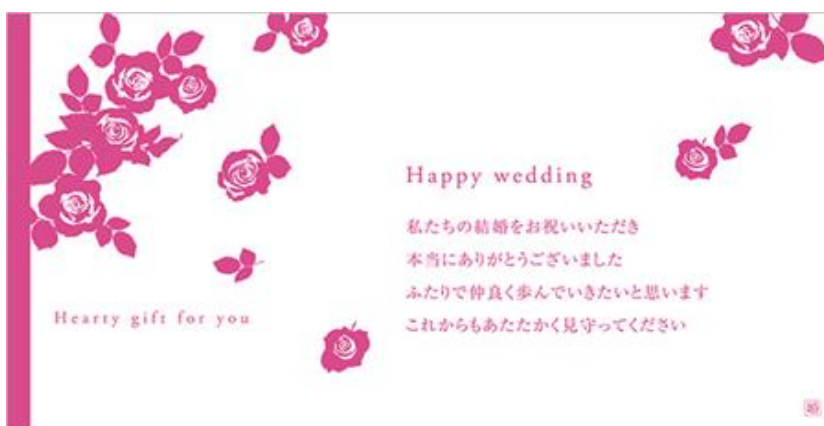 Happy wedding
私たちの結婚をお祝いいただき
本当にありがとうございました
ふたりで仲良く歩んでいきたいと思います
これからもあたたかく見守ってください
Hearty gift for you